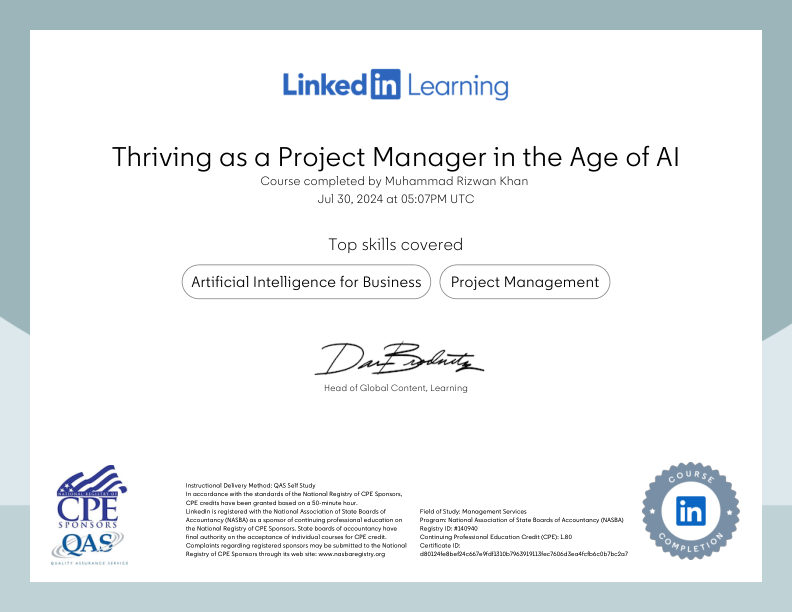 LinkedIn Learning
Thriving as a Project Manager in the Age of AI
Course completed by Muhammad Rizwan Khan
Jul 30, 2024 at 05:07PM UTC
Top skills covered
Artificial Intelligence for Business
Project Management
Head of Global Content, Learning
NATIONAL REGISTRY OF
CPE
SPONSORS
QAS
QUALITY ASSURANCE SERVICE
Instructional Delivery Method: QAS Self Study
In accordance with the standards of the National Registry of CPE Sponsors,
CPE credits have been granted based on a 50-minute hour.
LinkedIn is registered with the National Association of State Boards of
Accountancy (NASBA) as a sponsor of continuing professional education on
the National Registry of CPE Sponsors. State boards of accountancy have
final authority on the acceptance of individual courses for CPE credit.
Complaints regarding registered sponsors may be submitted to the National
Registry of CPE Sponsors through its web site: www.nasbaregistry.org
Field of Study: Management Services
Program: National Association of State Boards of Accountancy (NASBA)
Registry ID: #140940
Continuing Professional Education Credit (CPE): 1.80
Certificate ID:
COURSE
in
COMPLETION